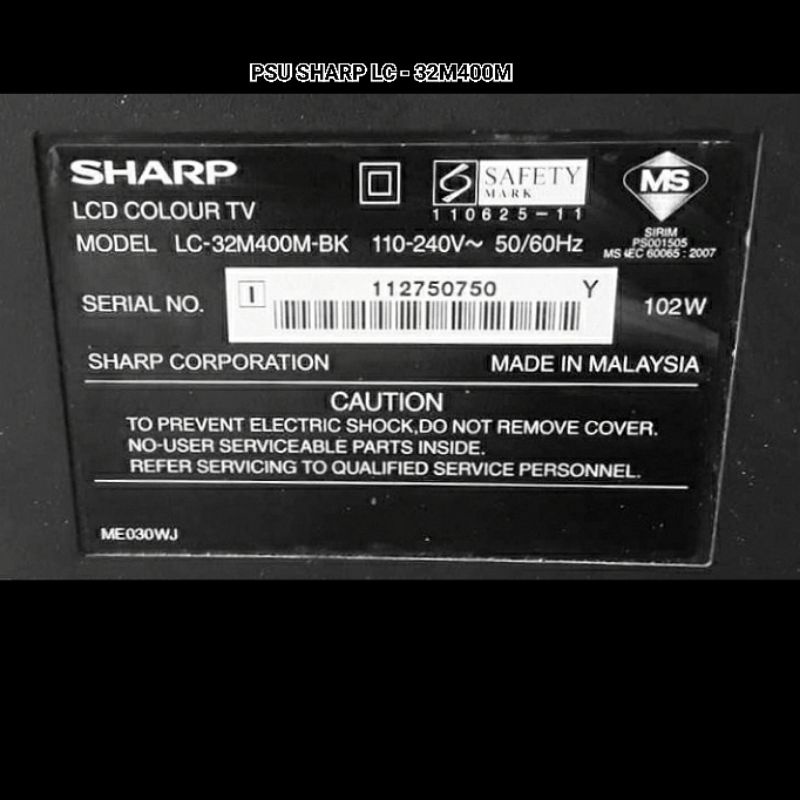 PSU SHARP LC - 32M400M
SHARP
SAFETY
MARK
110625-11
MS
SIRIM
PS001505
MS IEC 60065 : 2007
LCD COLOUR TV
MODEL LC-32M400M-BK 110-240V~ 50/60Hz
SERIAL NO. I 112750750 Y 102W
SHARP CORPORATION MADE IN MALAYSIA
CAUTION
TO PREVENT ELECTRIC SHOCK,DO NOT REMOVE COVER.
NO-USER SERVICEABLE PARTS INSIDE.
REFER SERVICING TO QUALIFIED SERVICE PERSONNEL.
ME030WJ